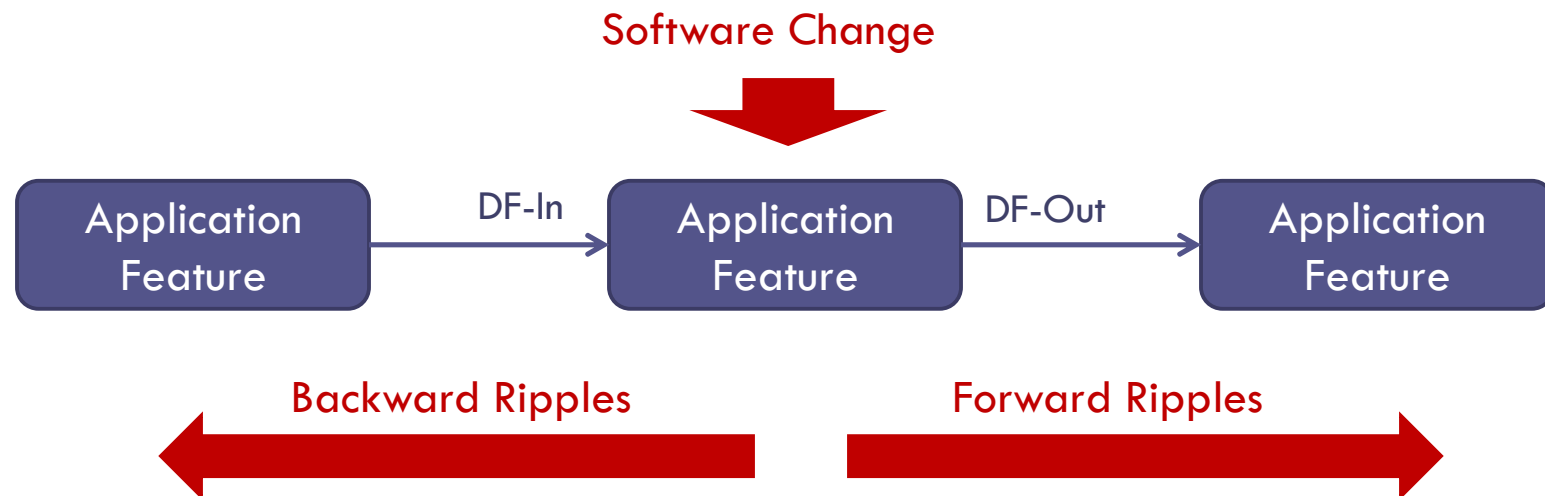 Software Change
Application
Feature
DF-In
Application
Feature
DF-Out
Application
Feature
Backward Ripples
Forward Ripples